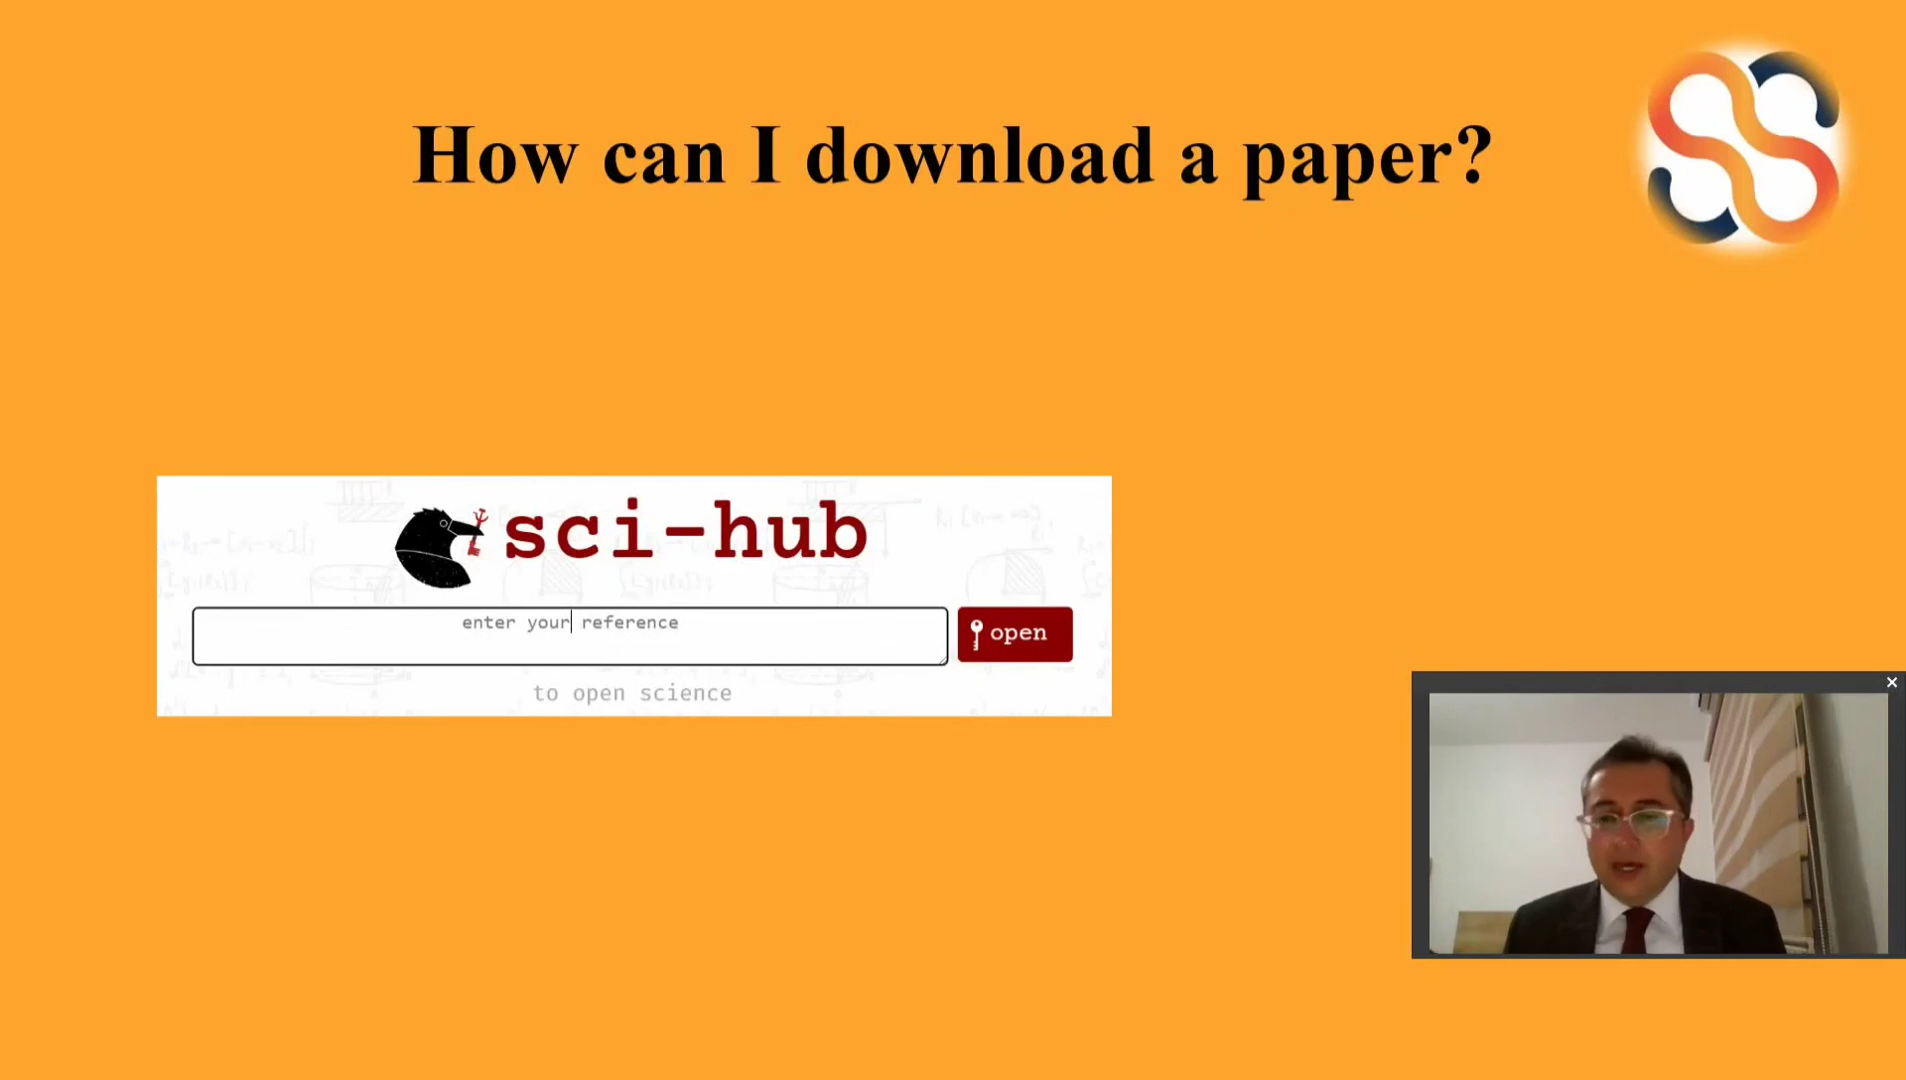 How can I download a paper?
sci-hub
enter your reference
open
to open science